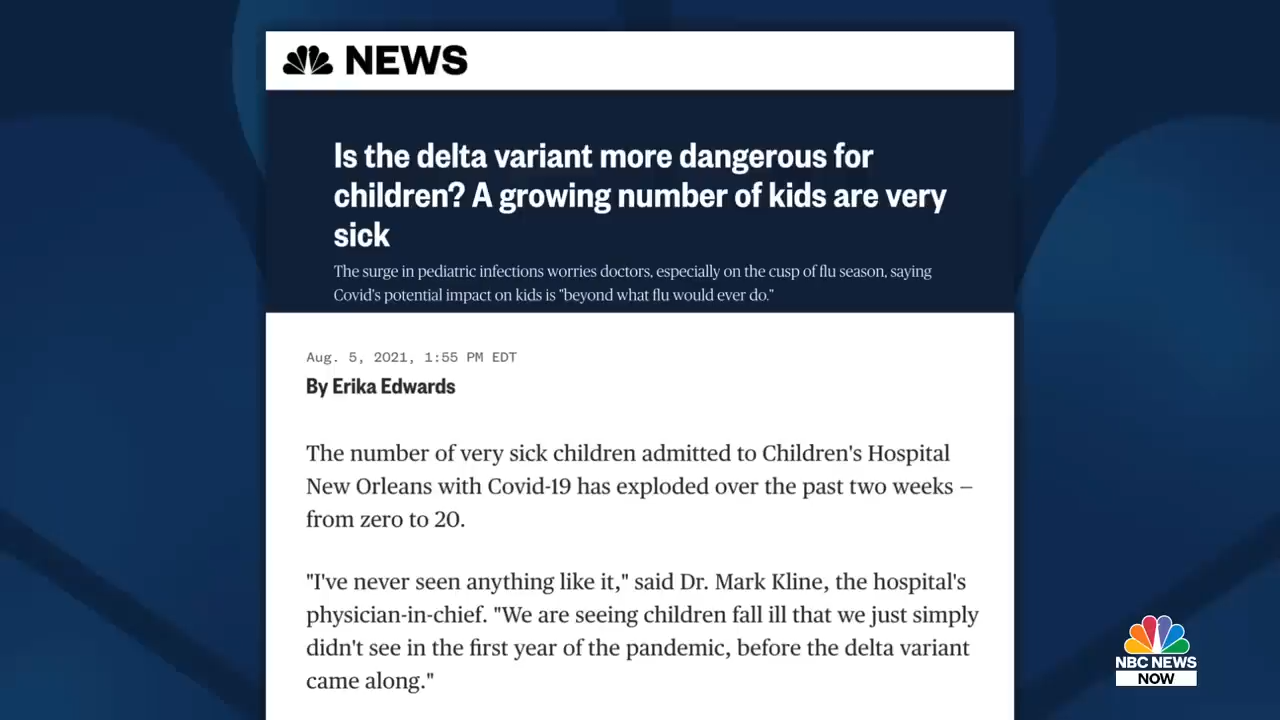 NEWS
Is the delta variant more dangerous for
children? A growing number of kids are very
sick
The surge in pediatric infections worries doctors, especially on the cusp of flu season, saying
Covid's potential impact on kids is "beyond what flu would ever do."
Aug. 5, 2021, 1:55 PM EDT
By Erika Edwards
The number of very sick children admitted to Children's Hospital
New Orleans with Covid-19 has exploded over the past two weeks —
from zero to 20.
"I've never seen anything like it," said Dr. Mark Kline, the hospital's
physician-in-chief. "We are seeing children fall ill that we just simply
didn't see in the first year of the pandemic, before the delta variant
came along."
NBC NEWS
NOW